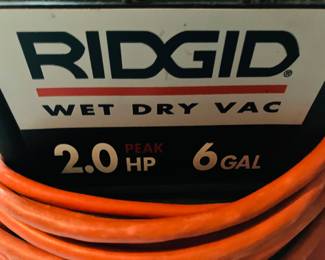 RIDGID®
WET DRY VAC
2.0 PEAK HP 6 GAL